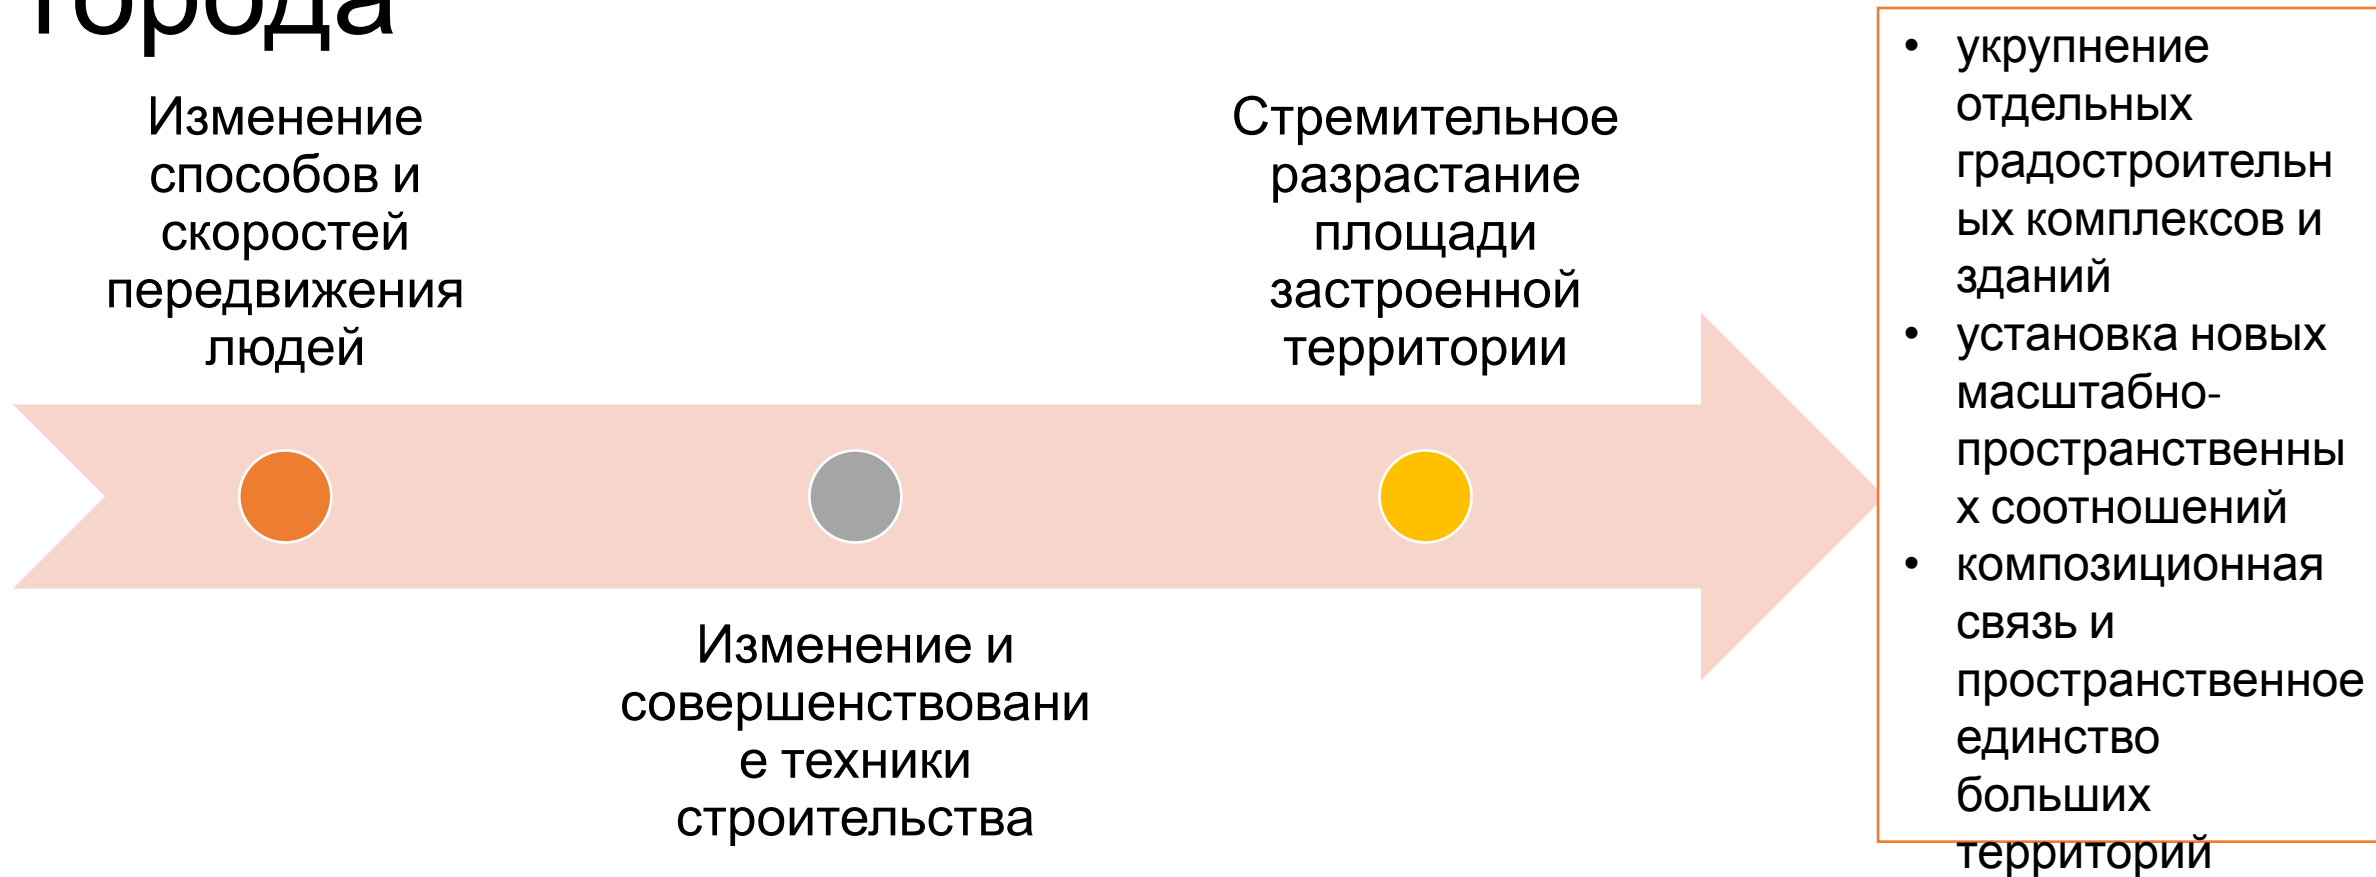 города
Изменение
способов и
скоростей
передвижения
людей
Стремительное
разрастание
площади
застроенной
территории
Изменение и
совершенствовани
е техники
строительства
• укрупнение
отдельных
градостроительн
ых комплексов и
зданий
• установка новых
масштабно-
пространственны
х соотношений
• композиционная
связь и
пространственное
единство
больших
территорий